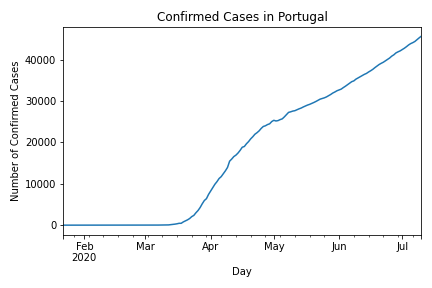 Confirmed Cases in Portugal
Number of Confirmed Cases
40000
30000
20000
10000
0
Feb
2020
Mar
Apr
May
Jun
Jul
Day